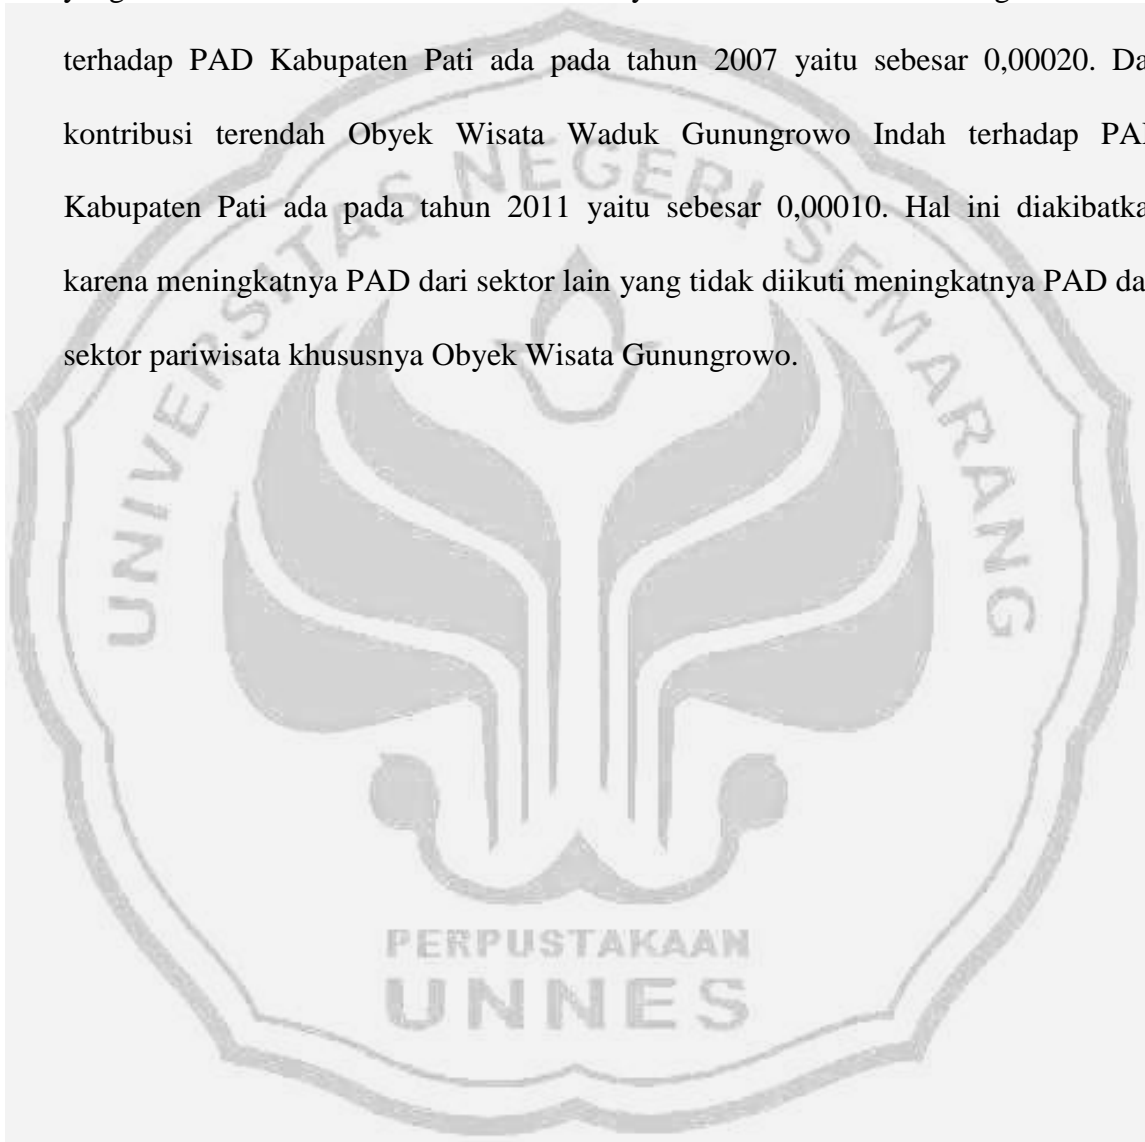 terhadap PAD Kabupaten Pati ada pada tahun 2007 yaitu sebesar 0,00020. Da
kontribusi terendah Obyek Wisata Waduk Gunungrowo Indah terhadap PA
Kabupaten Pati ada pada tahun 2011 yaitu sebesar 0,00010. Hal ini diakibatka
karena meningkatnya PAD dari sektor lain yang tidak diikuti meningkatnya PAD da
sektor pariwisata khususnya Obyek Wisata Gunungrowo.
UNIVERSITAS NEGERI SEMARANG
PERPUSTAKAAN
UNNES